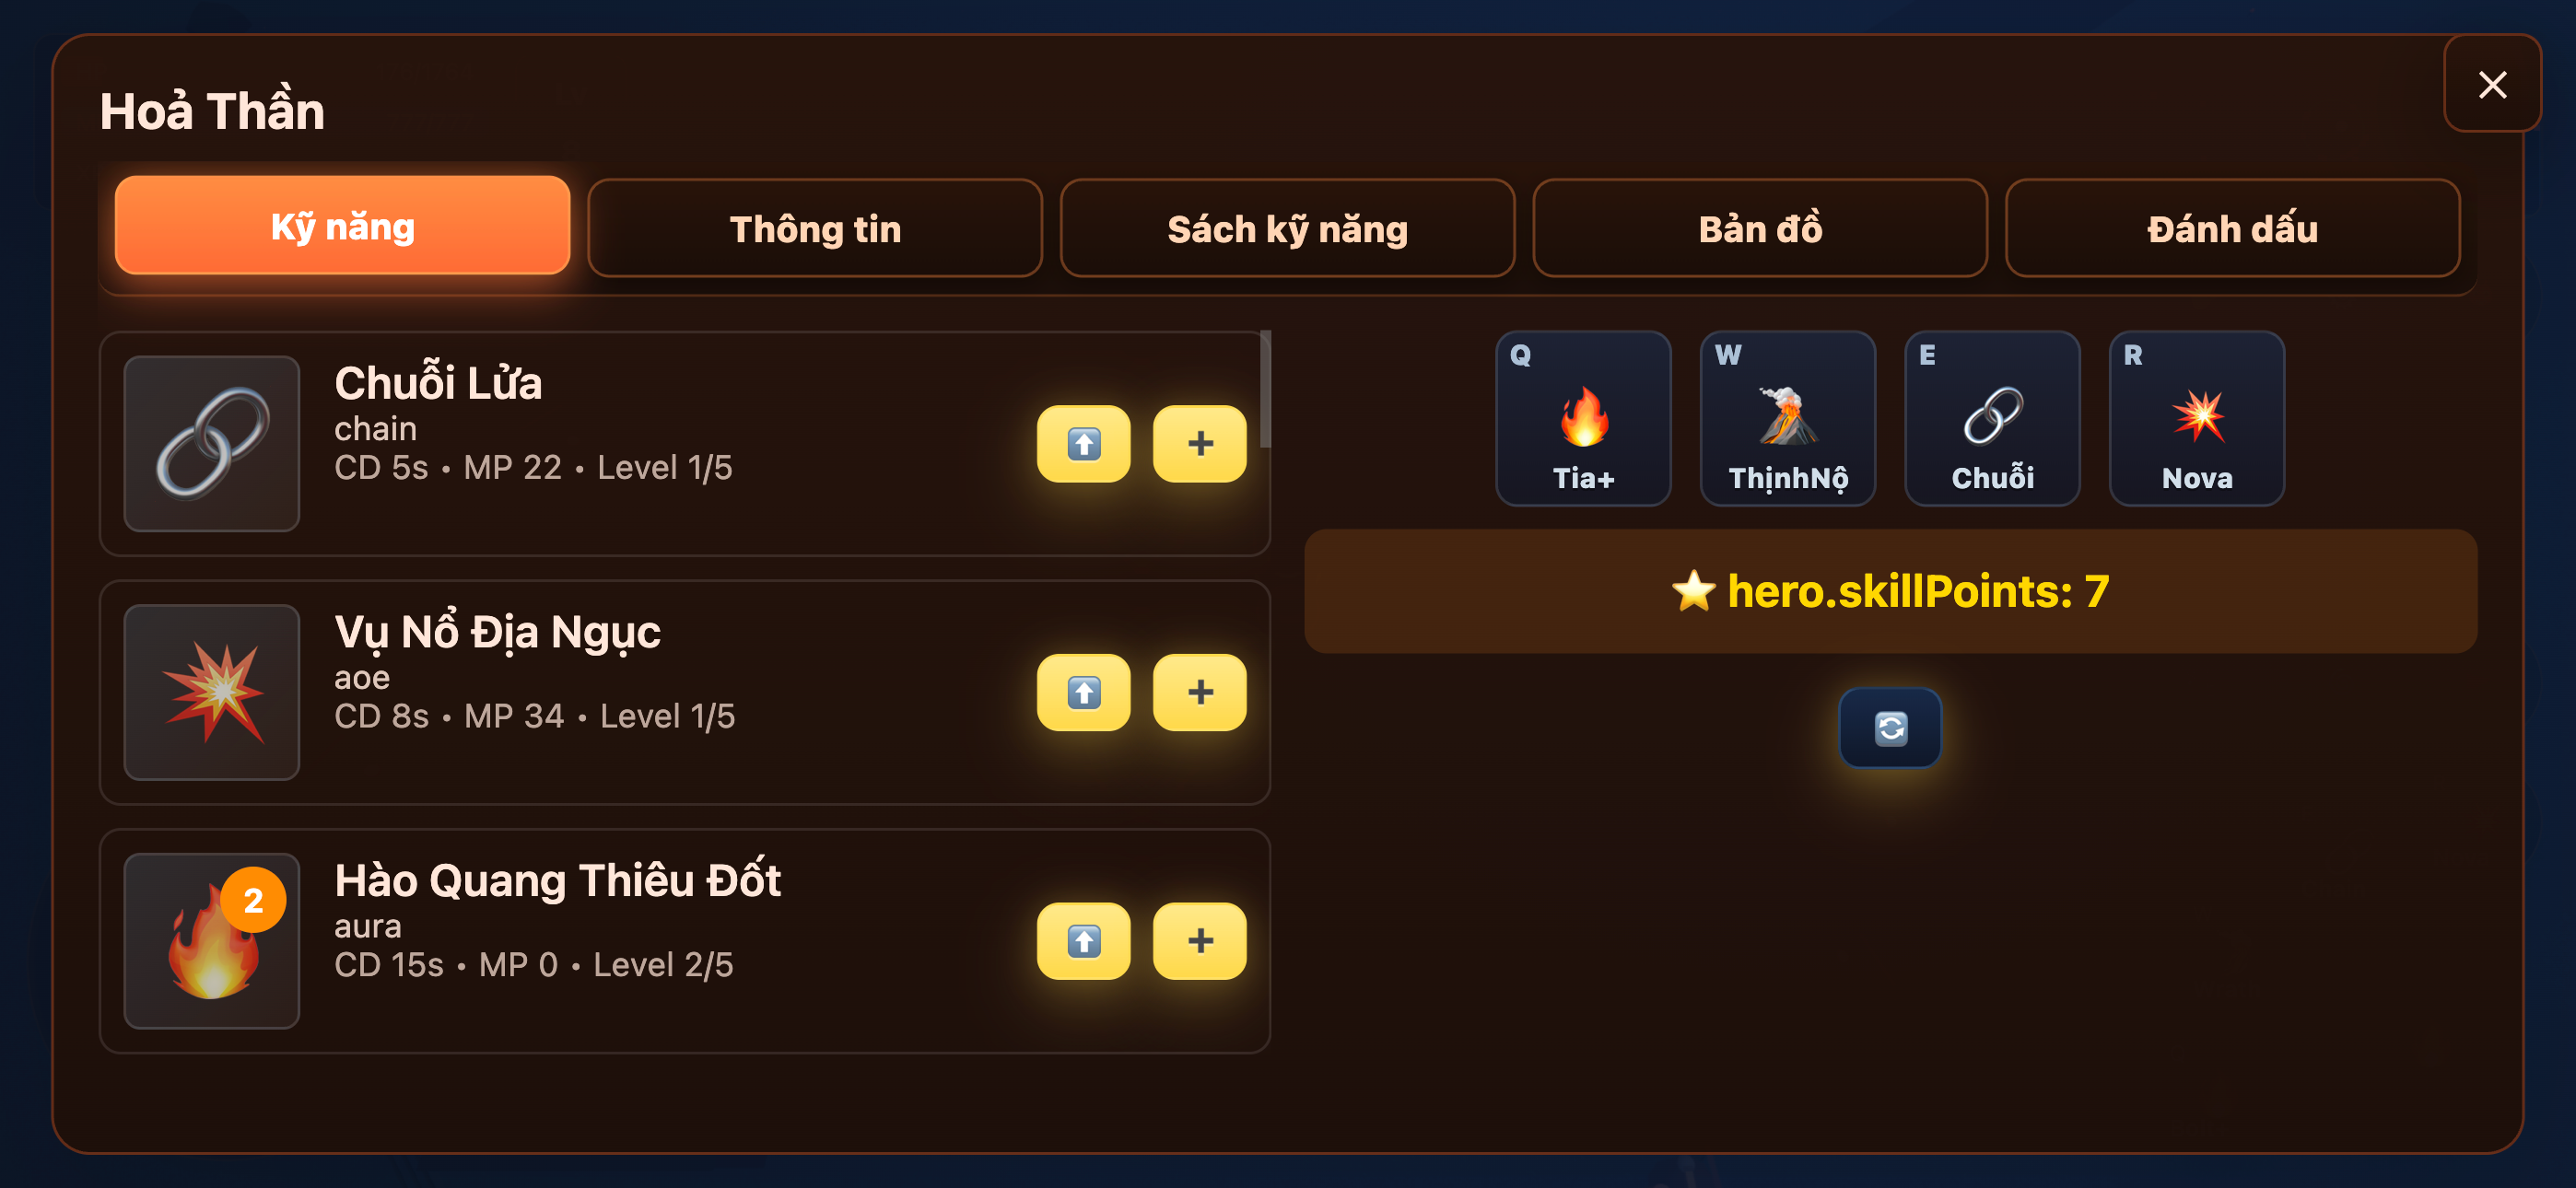 Hoả Thần
Kỹ năng
Thông tin
Sách kỹ năng
Bản đồ
Đánh dấu
Chuỗi Lửa
chain
CD 5s • MP 22 • Level 1/5
+
Vụ Nổ Địa Ngục
aoe
CD 8s • MP 34 • Level 1/5
+
2
Hào Quang Thiêu Đốt
aura
CD 15s • MP 0 • Level 2/5
+
Q
Tia+
W
ThịnhNộ
E
Chuỗi
R
Nova
hero.skillPoints: 7